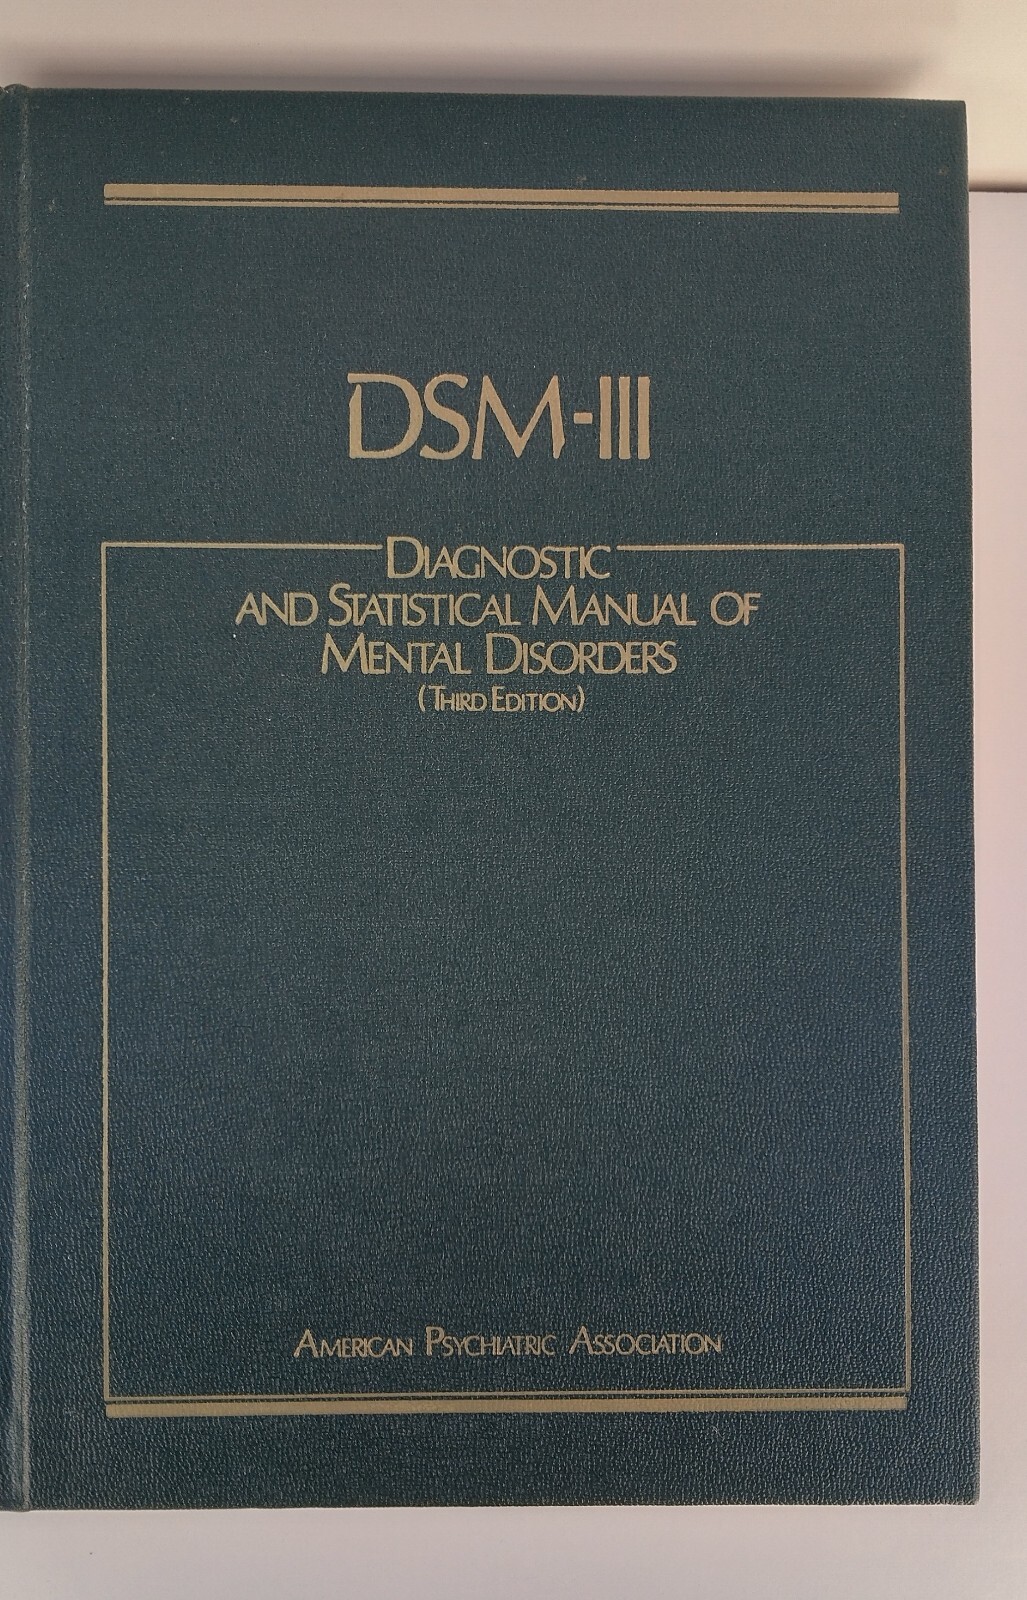 DSM-III
DIAGNOSTIC
AND STATISTICAL MANUAL OF
MENTAL DISORDERS
(THIRD EDITION)
AMERICAN PSYCHIATRIC ASSOCIATION